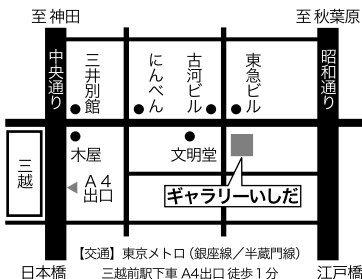 至神田
至秋葉原
中央通り
三井別館
にんべん
古河ビル
東急ビル
昭和通り
三越
木屋
文明堂
A4
出口
ギャラリーいしだ
【交通】東京メトロ(銀座線/半蔵門線)
三越前駅下車 A4出口 徒歩1分
日本橋
江戸橋